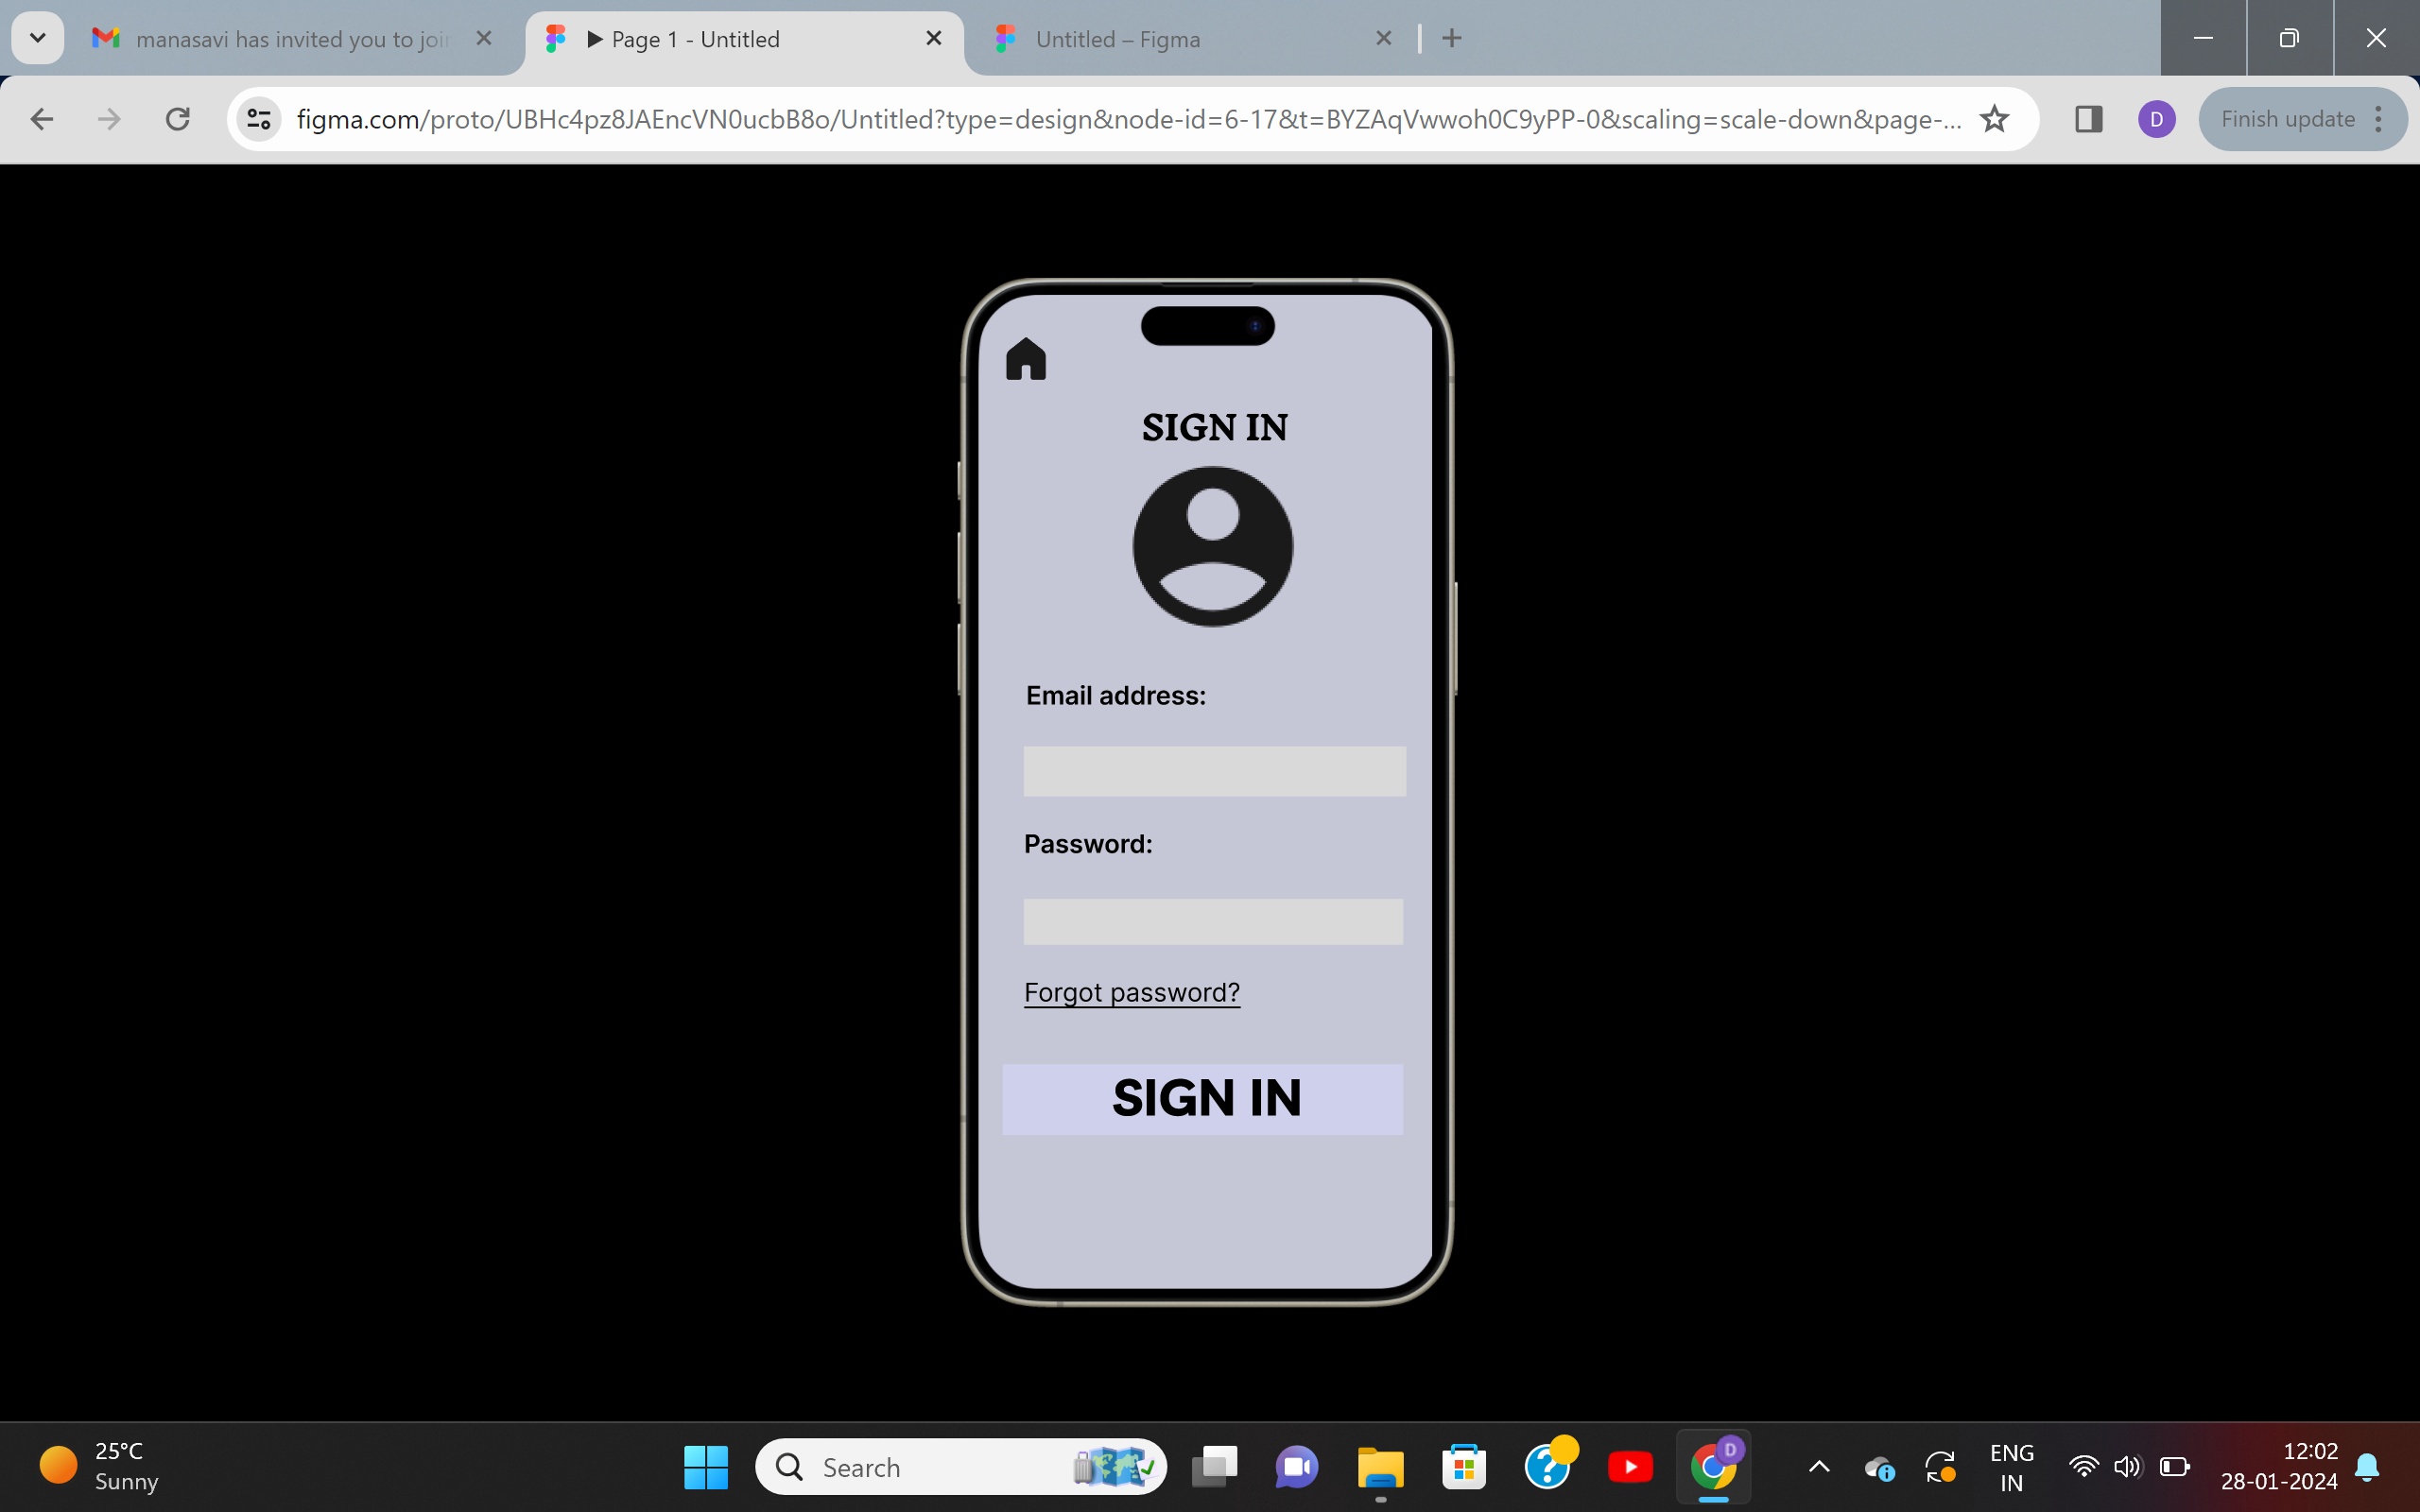 manasavi has invited you to join
Page 1 - Untitled
Untitled – Figma
figma.com/proto/UBHc4pz8JAEncVN0ucbB8o/Untitled?type=design&node-id=6-17&t=BYZAqVwwoh0C9yPP-0&scaling=scale-down&page-...
D
Finish update
SIGN IN
Email address:
Password:
Forgot password?
SIGN IN
25°C
Sunny
Search
D
ENG
IN
12:02
28-01-2024